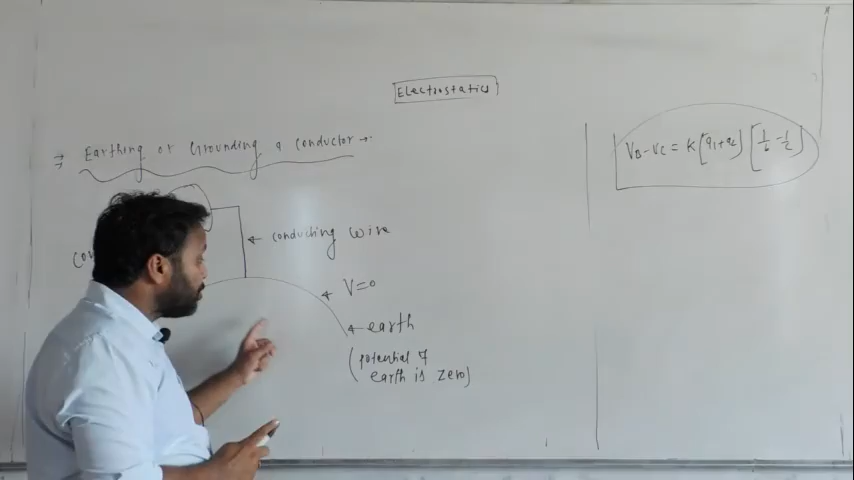 Electrostatics
⇒ Earthing or Grounding a conductor →
conducting wire
V=0
earth
(potential of
earth is zero)
VB-VC = K[q1+q2] [1/b - 1/c]